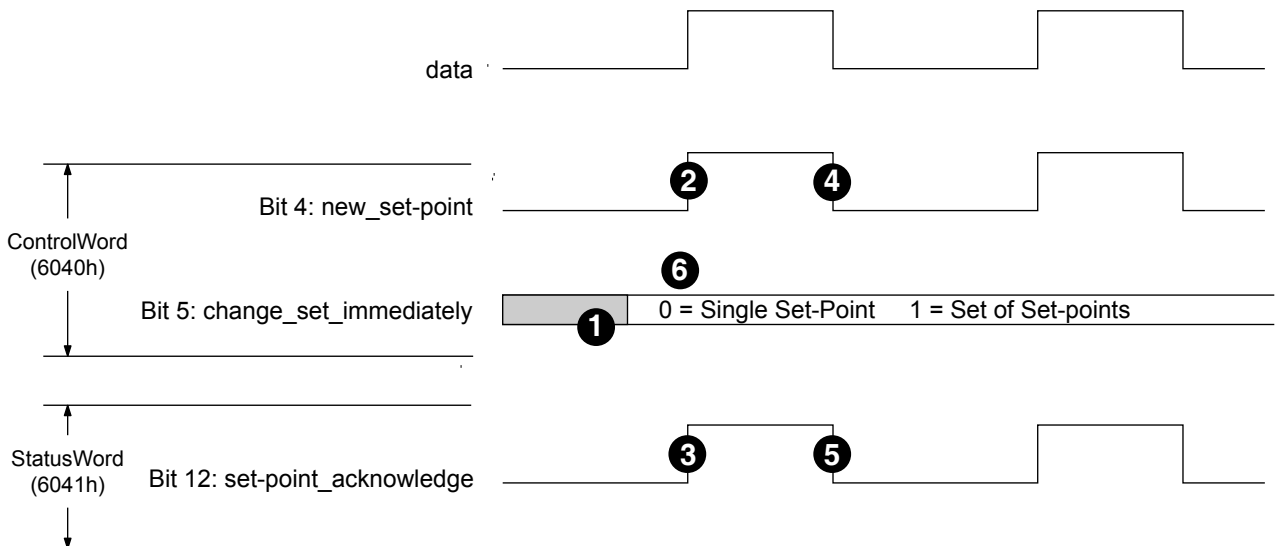 data
2
4
Bit 4: new_set-point
ControlWord
(6040h)
6
Bit 5: change_set_immediately
1
0 = Single Set-Point 1 = Set of Set-points
StatusWord
(6041h)
Bit 12: set-point_acknowledge
3
5